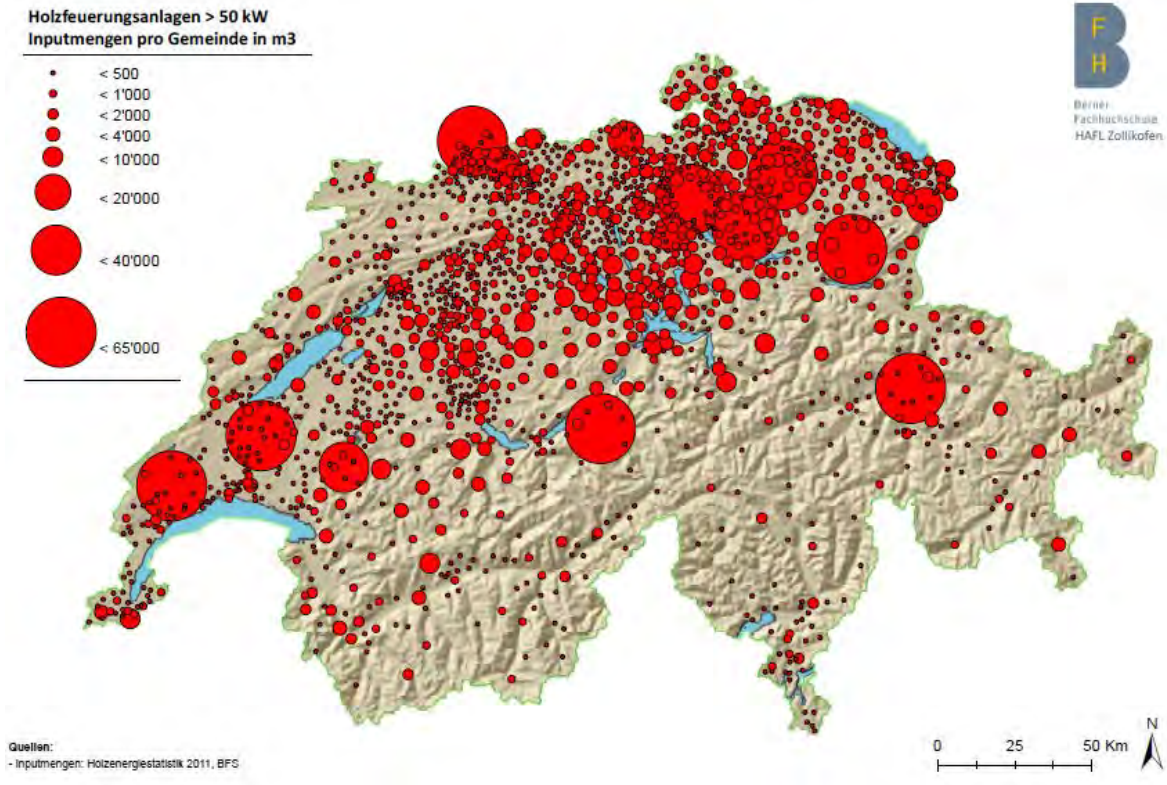 Holzfeuerungsanlagen > 50 kW
Inputmengen pro Gemeinde in m3
< 500
< 1'000
< 2'000
< 4'000
< 10'000
< 20'000
< 40'000
< 65'000
F
H
Berner
Fachhochschule
HAFL Zollikofen
Quellen:
- Inputmengen: Holzenergiestatistik 2011, BFS
0 25 50 Km
N